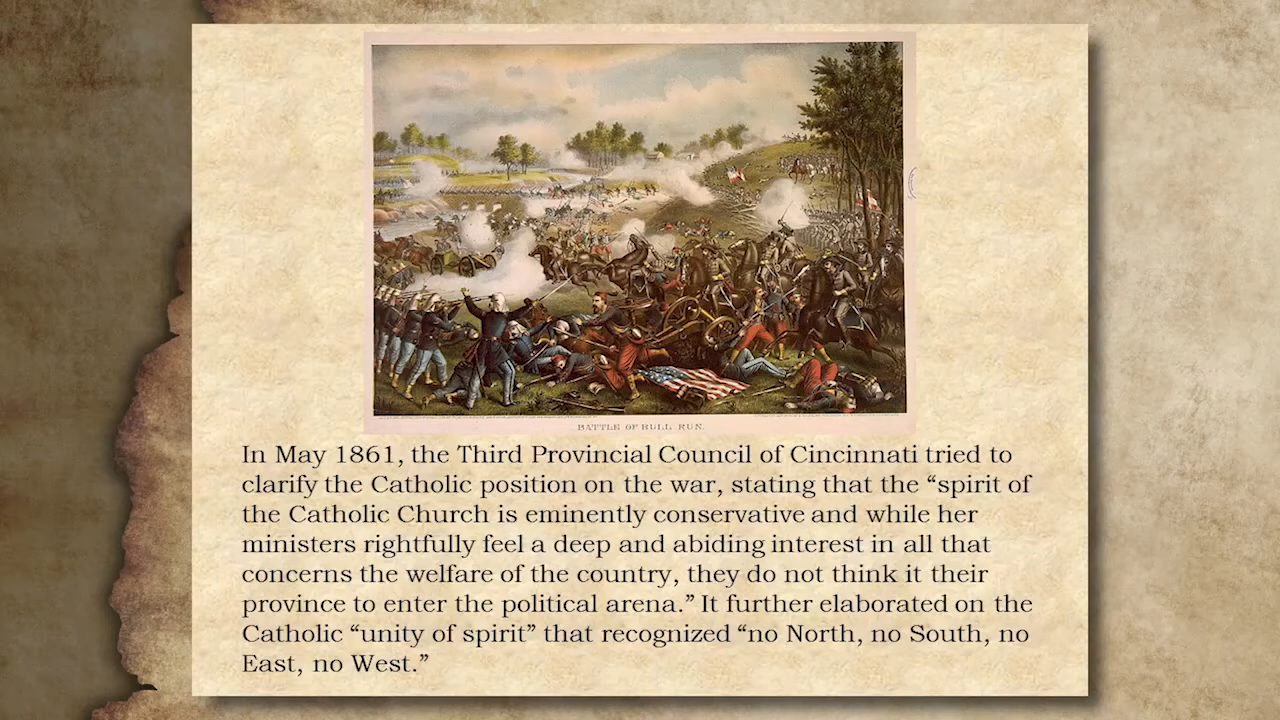 BATTLE OF BULL RUN.
In May 1861, the Third Provincial Council of Cincinnati tried to
clarify the Catholic position on the war, stating that the “spirit of
the Catholic Church is eminently conservative and while her
ministers rightfully feel a deep and abiding interest in all that
concerns the welfare of the country, they do not think it their
province to enter the political arena.” It further elaborated on the
Catholic “unity of spirit” that recognized “no North, no South, no
East, no West.”